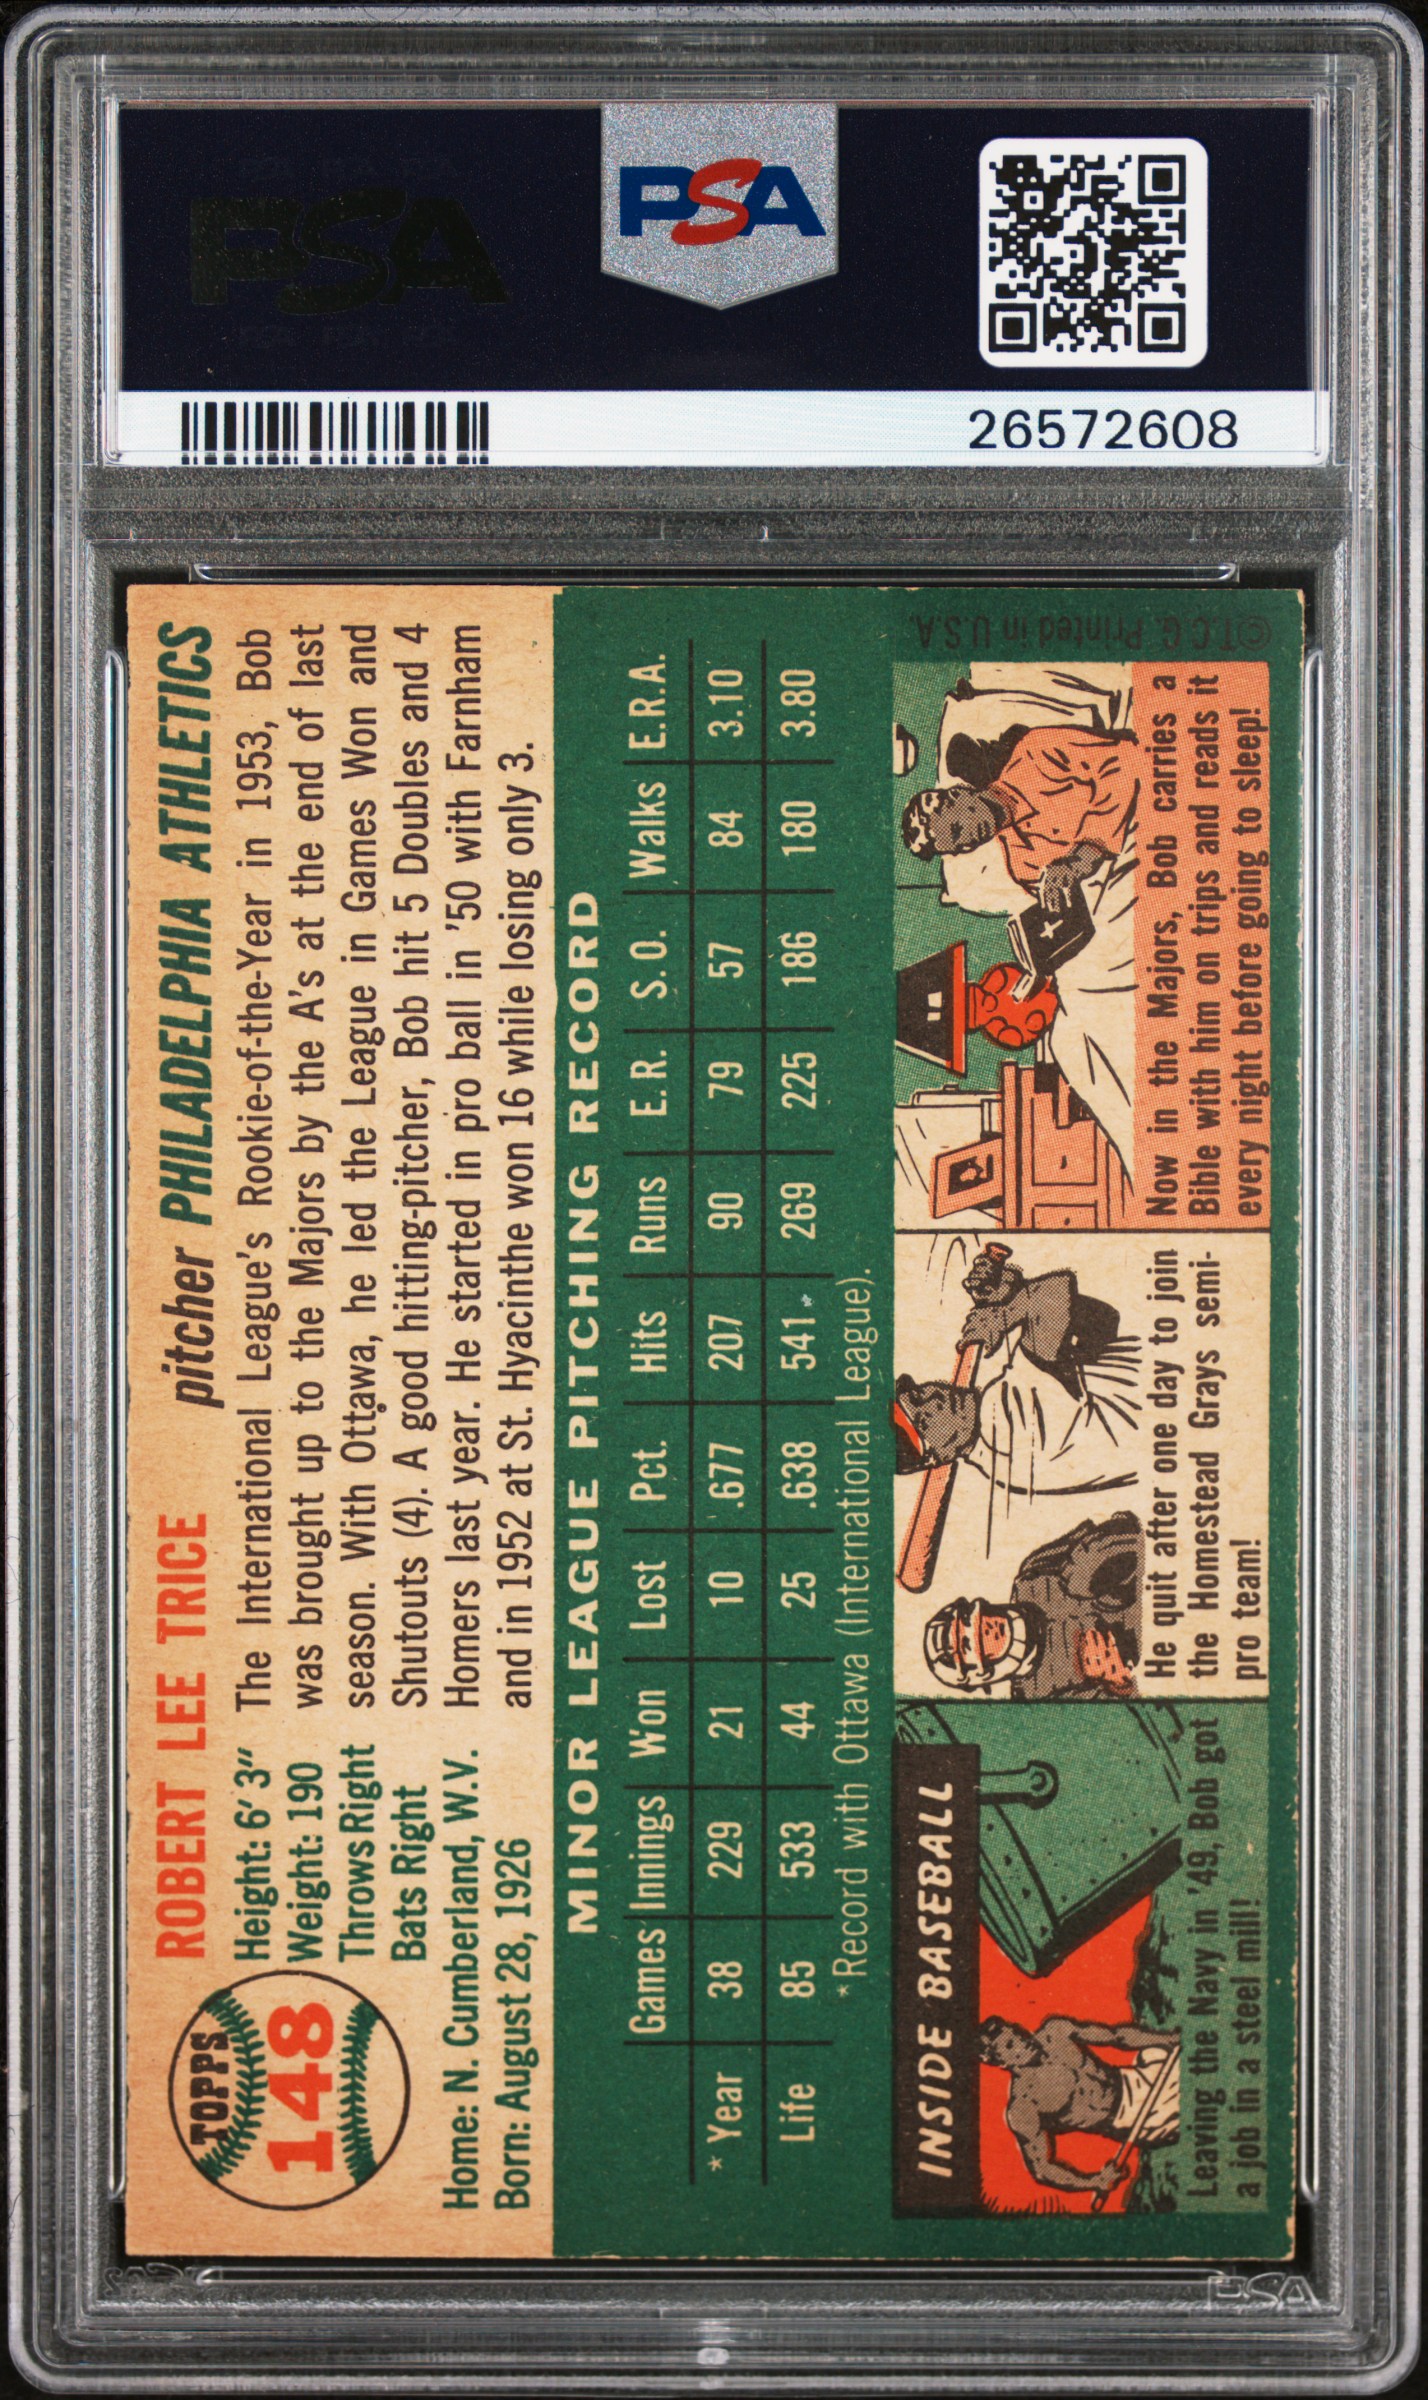 PSA
PSA
26572608
TOPPS
148
ROBERT LEE TRICE
pitcher PHILADELPHIA ATHLETICS
Height: 6' 3"
Weight: 190
Throws Right
Bats Right
Home: N. Cumberland, W.V.
Born: August 28, 1926
The International League's Rookie-of-the-Year in 1953, Bob
was brought up to the Majors by the A's at the end of last
season. With Ottawa, he led the League in Games Won and
Shutouts (4). A good hitting-pitcher, Bob hit 5 Doubles and 4
Homers last year. He started in pro ball in '50 with Farnham
and in 1952 at St. Hyacinthe won 16 while losing only 3.
MINOR LEAGUE PITCHING RECORD
Games Innings Won Lost Pct. Hits Runs E.R. S.O. Walks E.R.A.
* Year 38 229 21 10 .677 207 90 79 57 84 3.10
Life 85 533 44 25 .638 541 269 225 186 180 3.80
*Record with Ottawa (International League).
INSIDE BASEBALL
Leaving the Navy in '49, Bob got
a job in a steel mill!
He quit after one day to join
the Homestead Grays semi-
pro team!
Now in the Majors, Bob carries a
Bible with him on trips and reads it
every night before going to sleep!
©T.C.G. Printed in U.S.A.
PSA